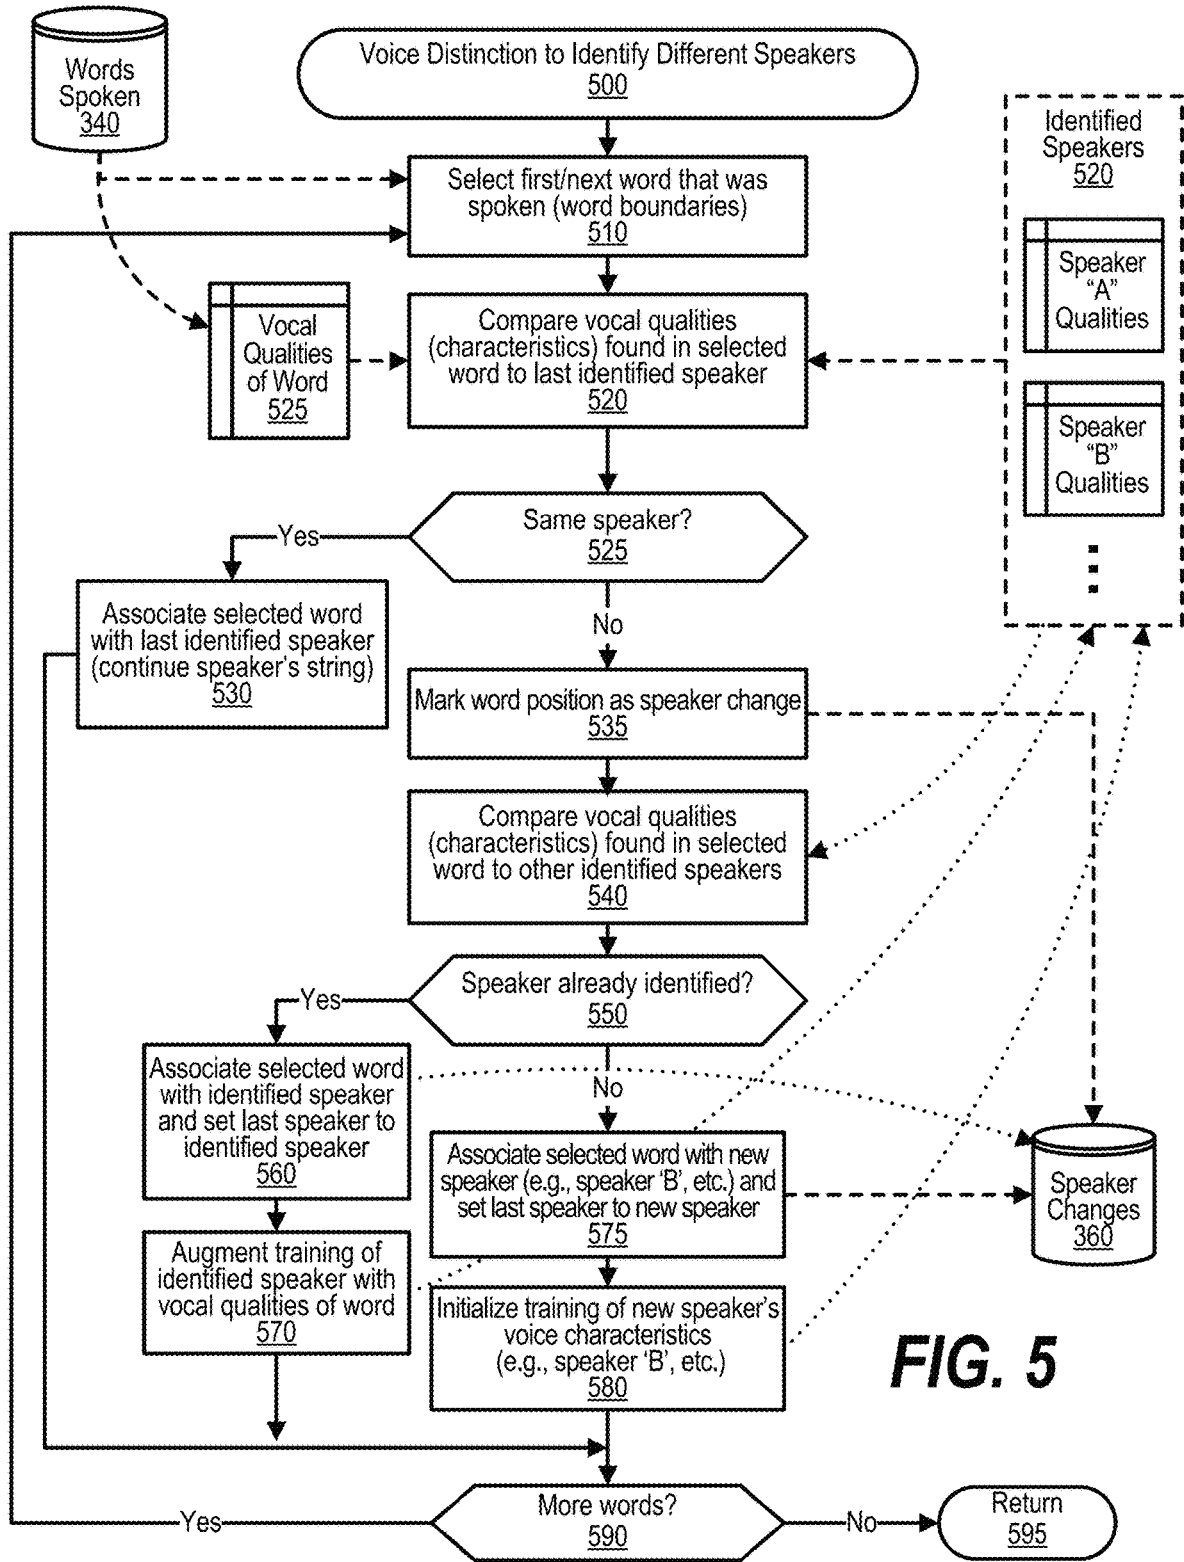 Words
Spoken
340
Voice Distinction to Identify Different Speakers
500
Identified
Speakers
520
Speaker
"A"
Qualities
Speaker
"B"
Qualities
Select first/next word that was
spoken (word boundaries)
510
Vocal
Qualities
of Word
525
Compare vocal qualities
(characteristics) found in selected
word to last identified speaker
520
Same speaker?
525
Yes
No
Associate selected word
with last identified speaker
(continue speaker's string)
530
Mark word position as speaker change
535
Compare vocal qualities
(characteristics) found in selected
word to other identified speakers
540
Speaker already identified?
550
Yes
No
Associate selected word
with identified speaker
and set last speaker to
identified speaker
560
Associate selected word with new
speaker (e.g., speaker 'B', etc.) and
set last speaker to new speaker
575
Speaker
Changes
360
Augment training of
identified speaker with
vocal qualities of word
570
Initialize training of new speaker's
voice characteristics
(e.g., speaker 'B', etc.)
580
FIG. 5
More words?
590
Yes
No
Return
595